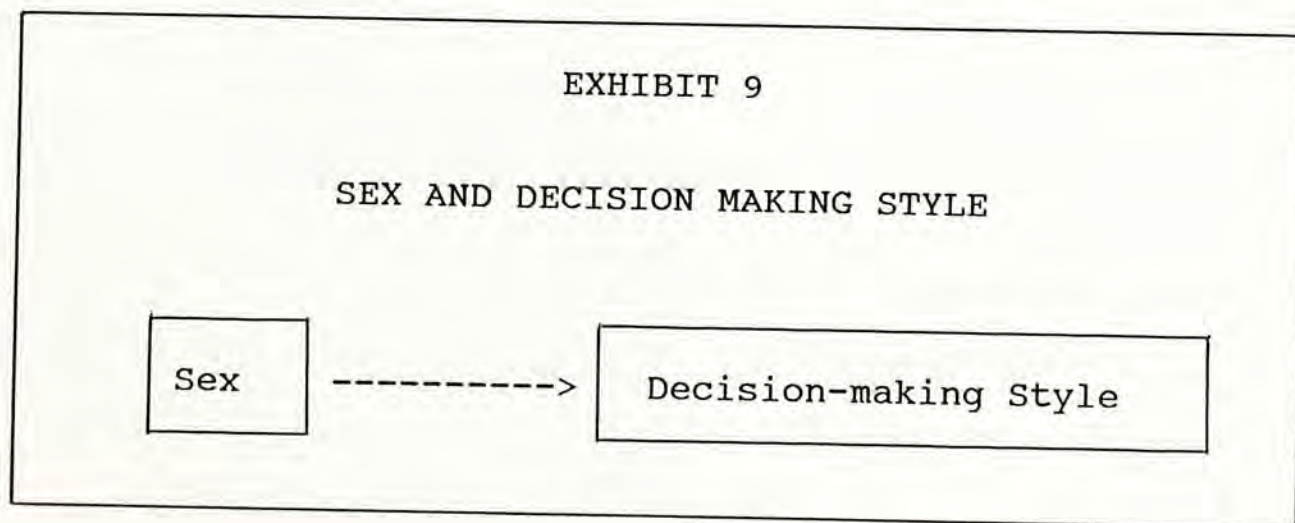 EXHIBIT 9
SEX AND DECISION MAKING STYLE
Sex ----------> Decision-making Style